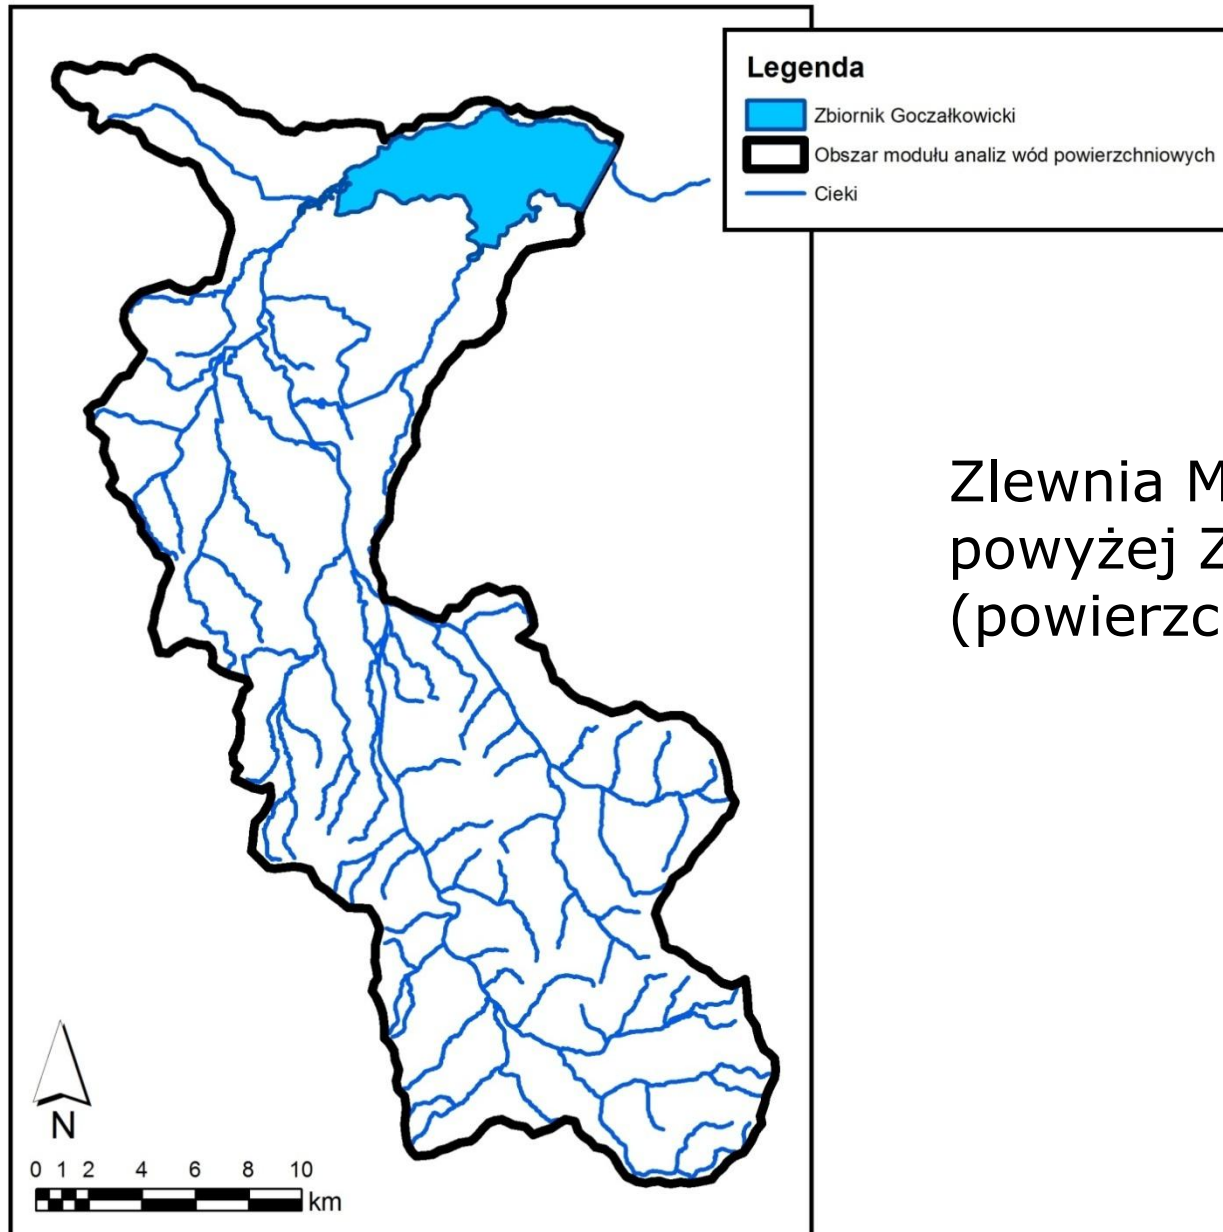 Legenda
Zbiornik Goczałkowicki
Obszar modułu analiz wód powierzchniowych
Cieki
Zlewnia
powyżej
N
0 1 2 4 6 8 10
km